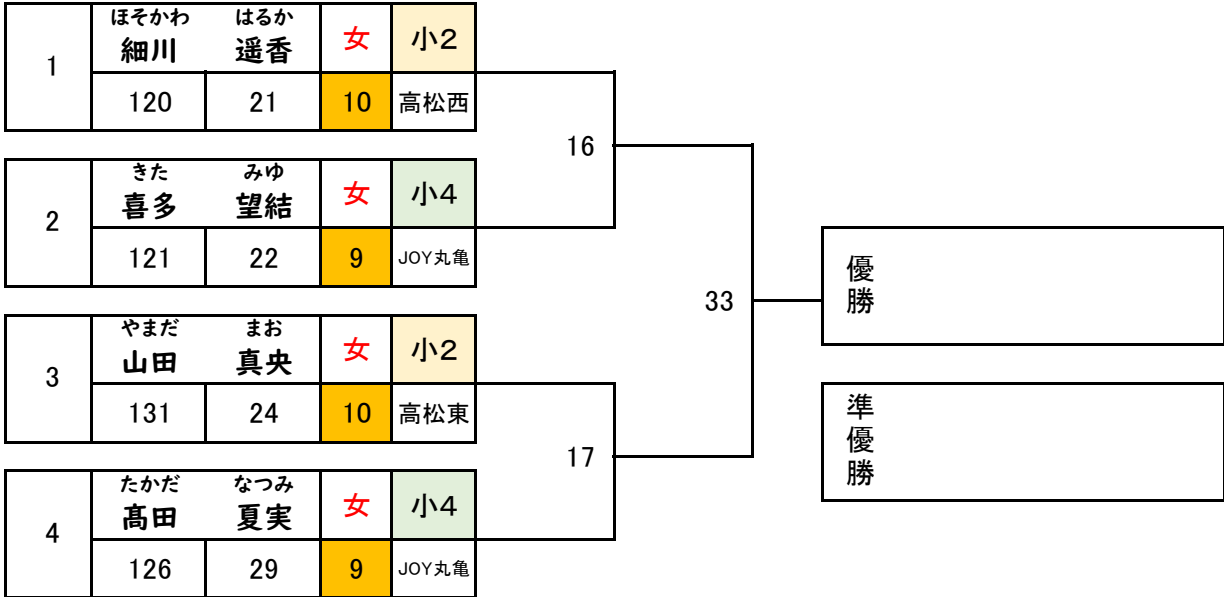 ほそかわ はるか
1 細川 遥香 女 小2
120 21 10 高松西
16
きた みゆ
2 喜多 望結 女 小4
121 22 9 JOY丸亀
33
優勝
やまだ まお
3 山田 真央 女 小2
131 24 10 高松東
17
準優勝
たかだ なつみ
4 髙田 夏実 女 小4
126 29 9 JOY丸亀